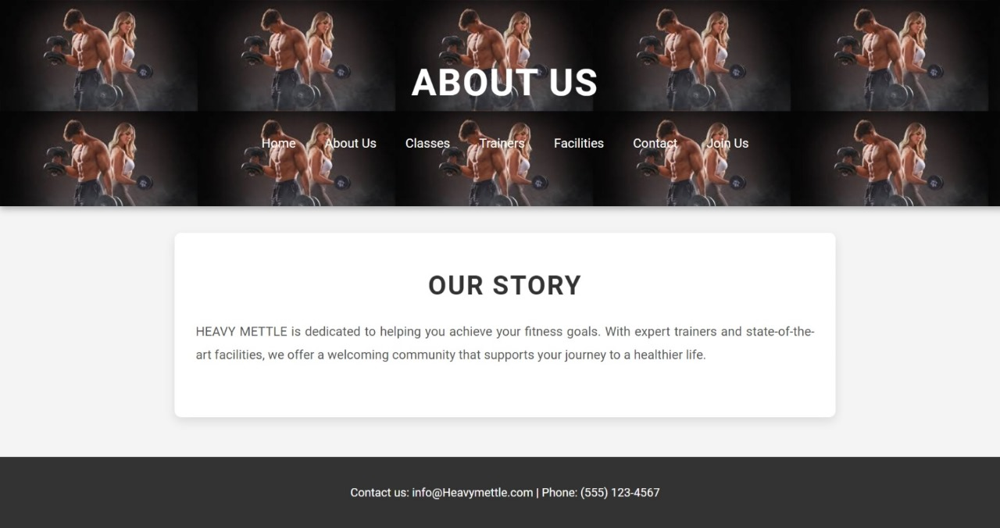 ABOUT US
Home About Us Classes Trainers Facilities Contact Join Us
OUR STORY
HEAVY METTLE is dedicated to helping you achieve your fitness goals. With expert trainers and state-of-the-
art facilities, we offer a welcoming community that supports your journey to a healthier life.
Contact us: info@Heavymettle.com | Phone: (555) 123-4567